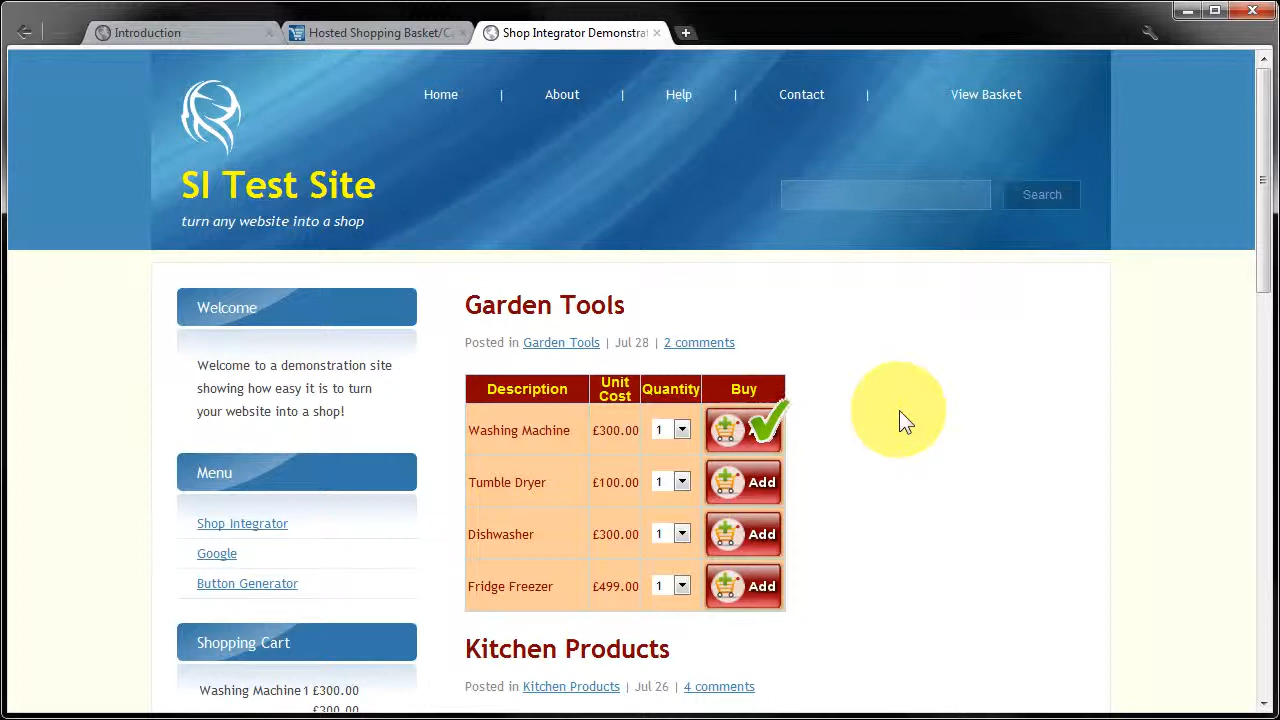 Introduction
Hosted Shopping Basket/C
Shop Integrator Demonstra
Home | About | Help | Contact | View Basket
SI Test Site
turn any website into a shop
Search
Welcome
Welcome to a demonstration site
showing how easy it is to turn
your website into a shop!
Menu
Shop Integrator
Google
Button Generator
Shopping Cart
Washing Machine 1 £300.00
£300.00
Garden Tools
Posted in Garden Tools | Jul 28 | 2 comments
Description Unit Cost Quantity Buy
Washing Machine £300.00 1
Tumble Dryer £100.00 1 Add
Dishwasher £300.00 1 Add
Fridge Freezer £499.00 1 Add
Kitchen Products
Posted in Kitchen Products | Jul 26 | 4 comments